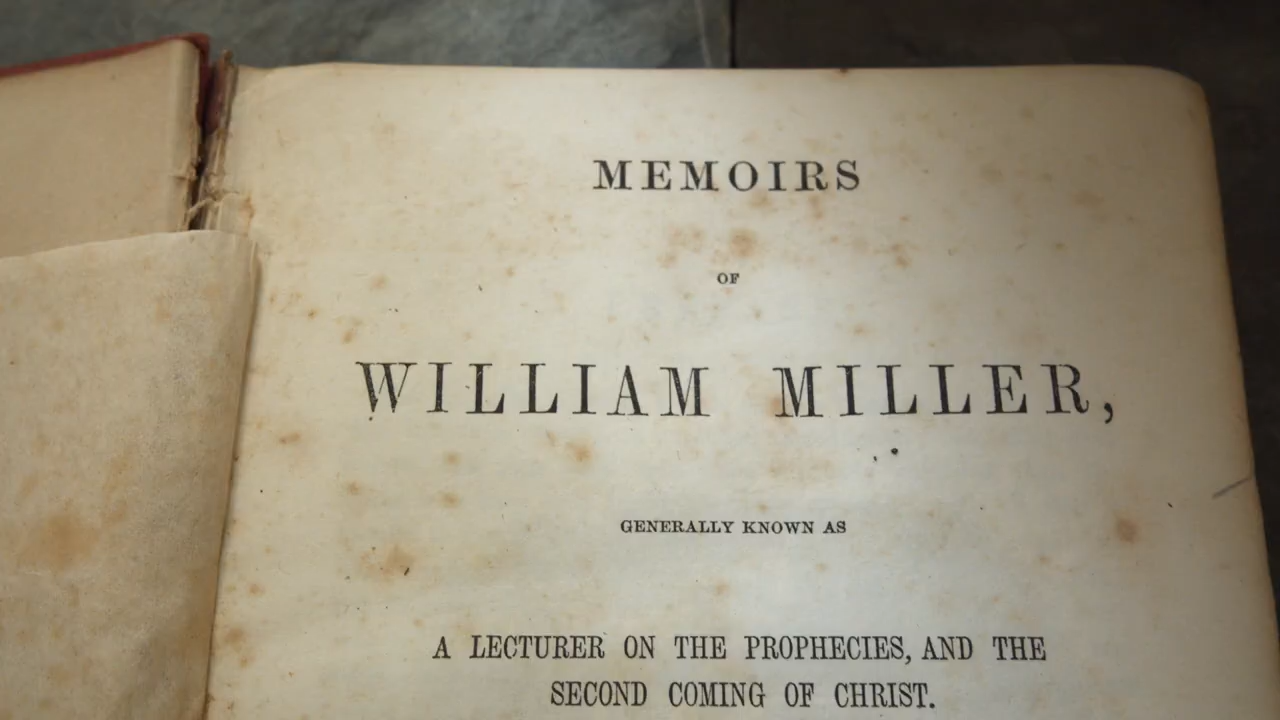 MEMOIRS
OF
WILLIAM MILLER,
GENERALLY KNOWN AS
A LECTURER ON THE PROPHECIES, AND THE
SECOND COMING OF CHRIST.